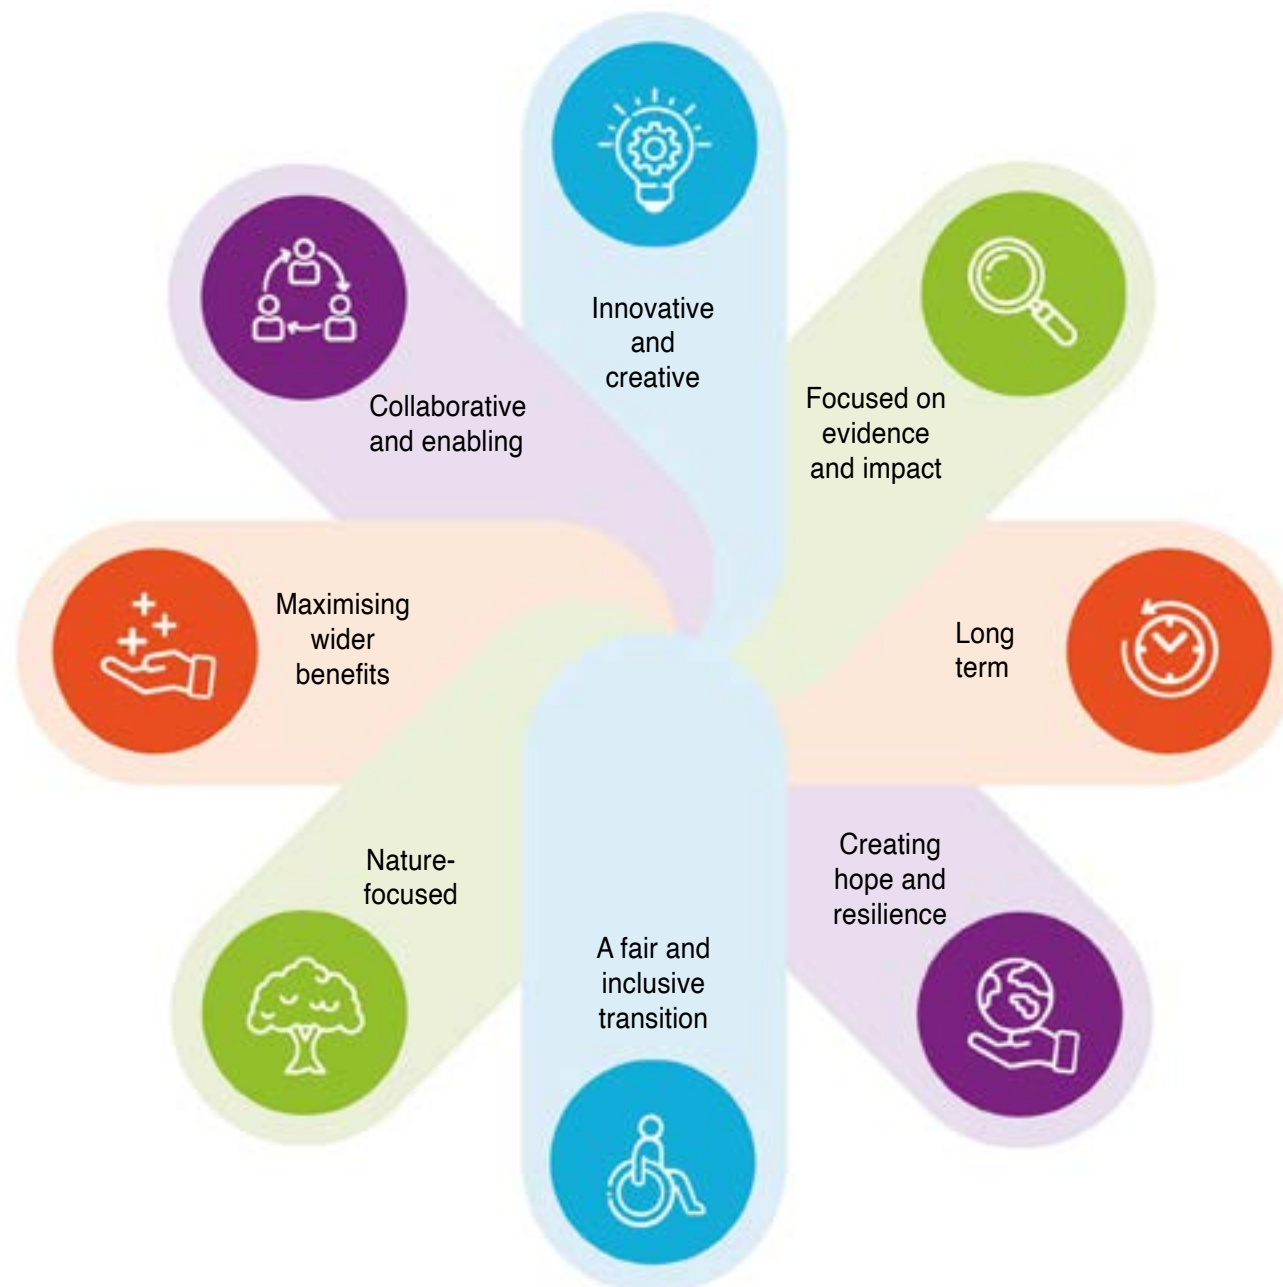 Innovative
and
creative
Focused on
evidence
and impact
Long
term
Creating
hope and
resilience
A fair and
inclusive
transition
Nature-
focused
Maximising
wider
benefits
Collaborative
and enabling